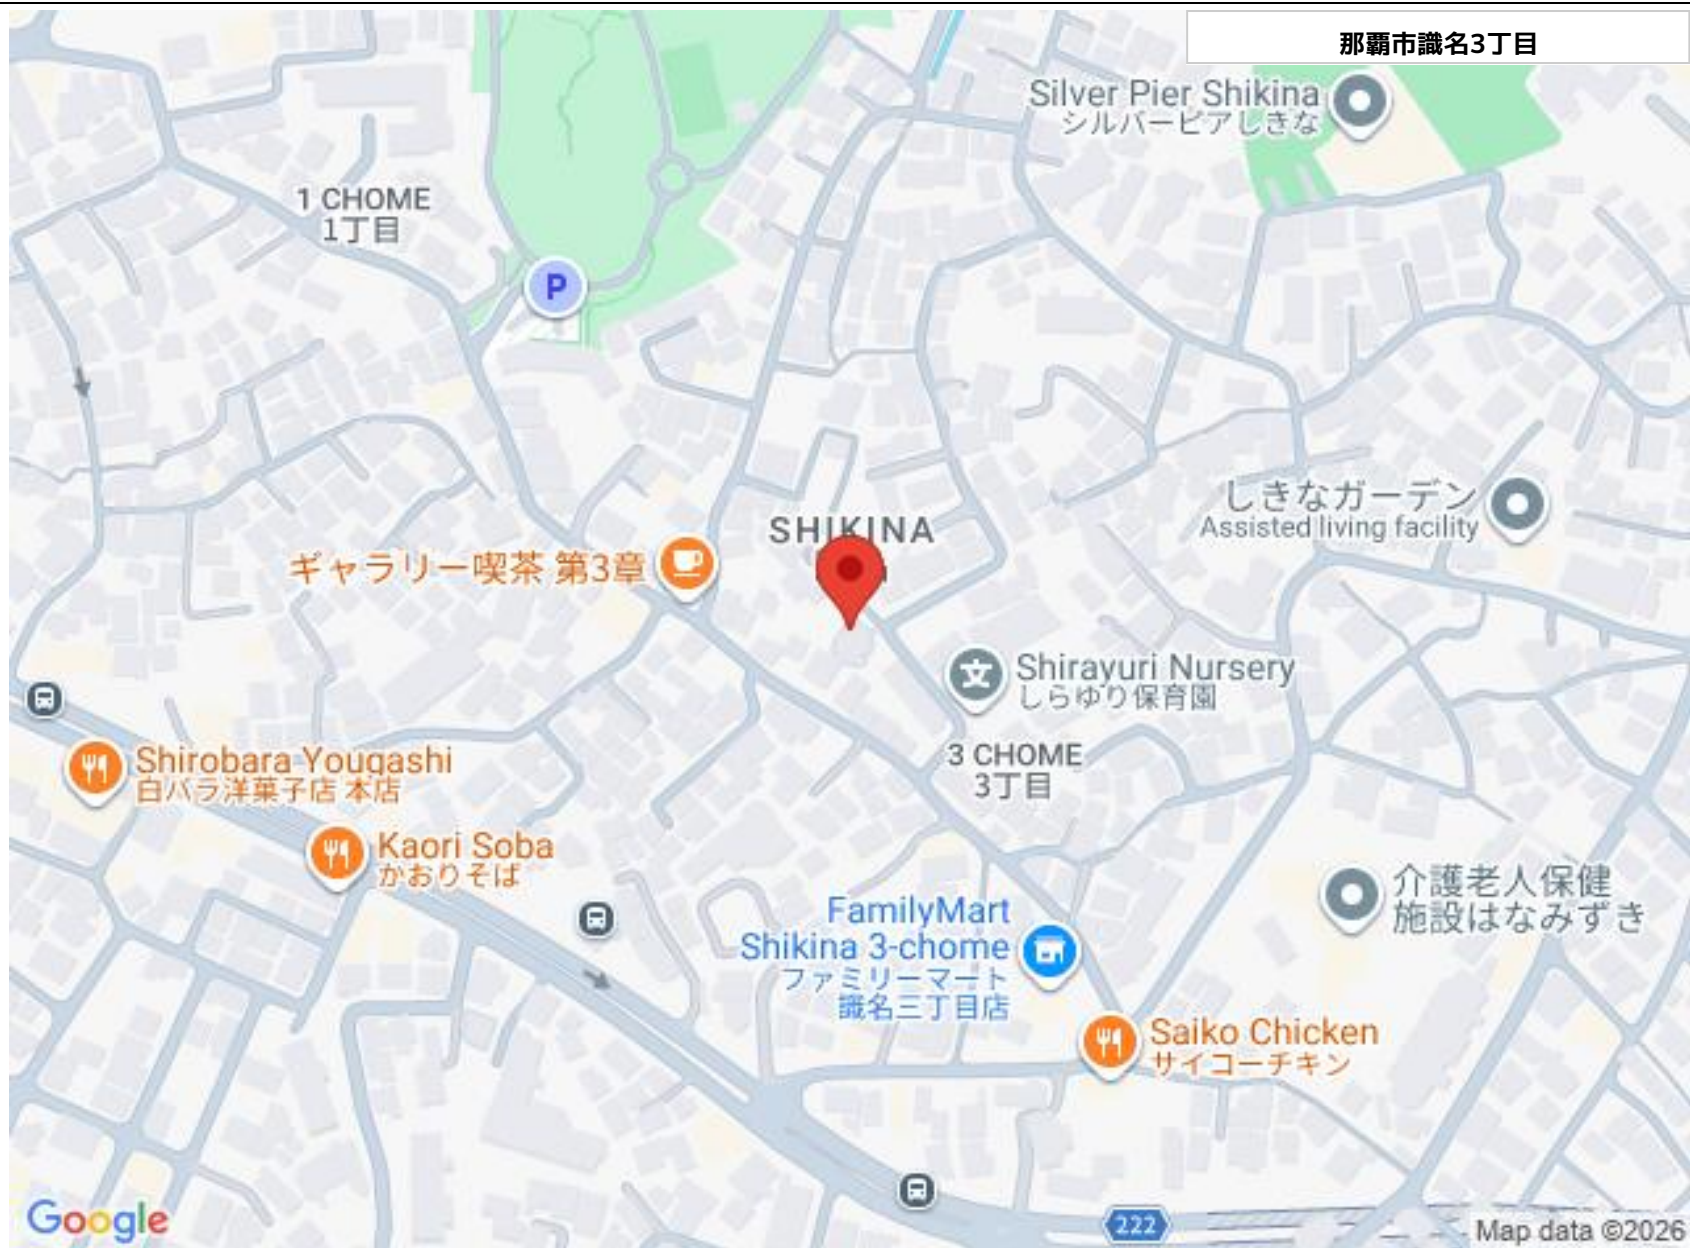 那覇市識名3丁目
Silver Pier Shikina
シルバーピアしきな
1 CHOME
1丁目
P
しきなガーデン
Assisted living facility
SHIKINA
ギャラリー喫茶 第3章
Shirayuri Nursery
しらゆり保育園
文
3 CHOME
3丁目
Shirobara Yougashi
白バラ洋菓子店 本店
Kaori Soba
かおりそば
介護老人保健
施設はなみずき
FamilyMart
Shikina 3-chome
ファミリーマート
識名三丁目店
Saiko Chicken
サイコーチキン
222
Google
Map data ©2026